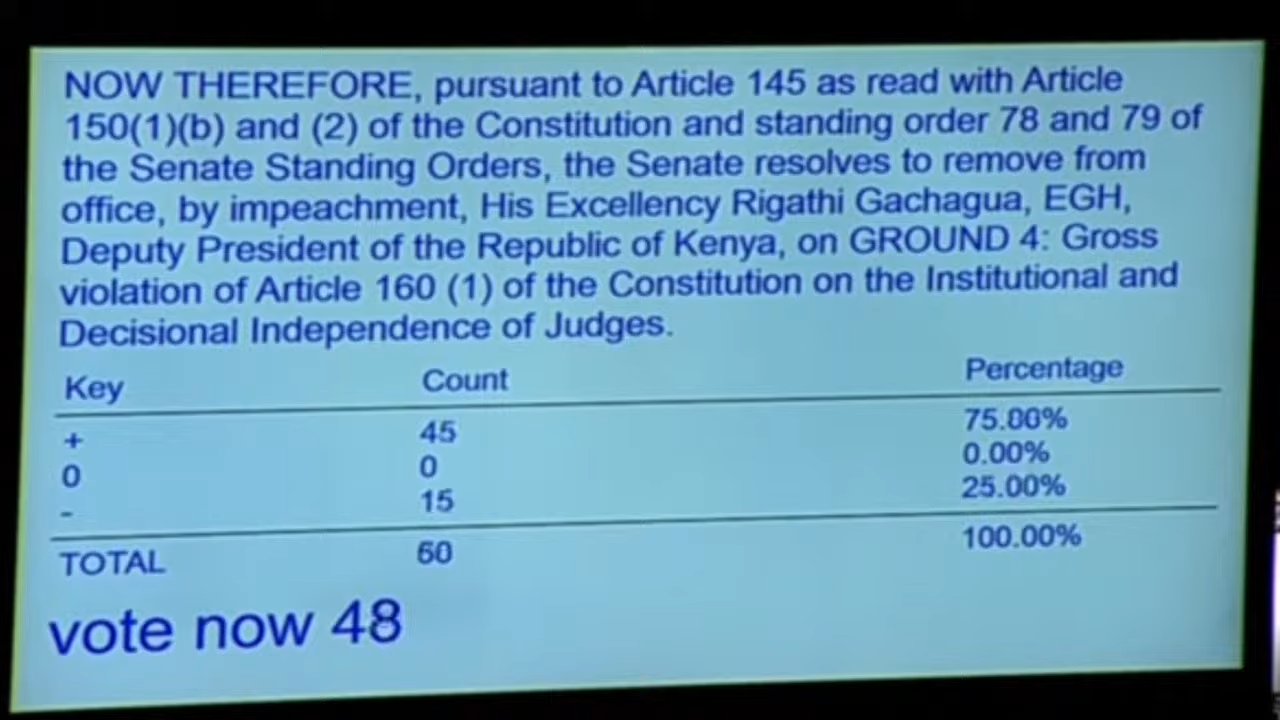 NOW THEREFORE, pursuant to Article 145 as read with Article
150(1)(b) and (2) of the Constitution and standing order 78 and 79 of
the Senate Standing Orders, the Senate resolves to remove from
office, by impeachment, His Excellency Rigathi Gachagua, EGH,
Deputy President of the Republic of Kenya, on GROUND 4: Gross
violation of Article 160 (1) of the Constitution on the Institutional and
Decisional Independence of Judges.
Key Count Percentage
+ 45 75.00%
0 0 0.00%
- 15 25.00%
TOTAL 60 100.00%
vote now 48